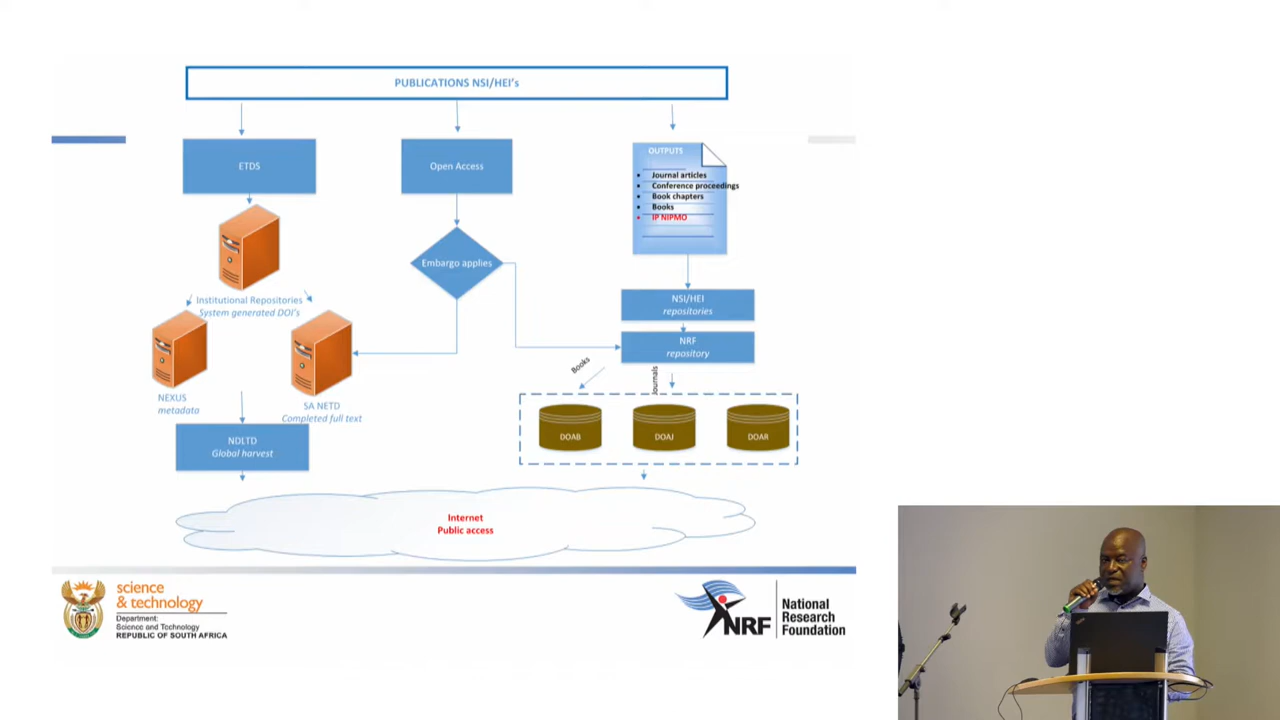 PUBLICATIONS NSI/HEI's
ETDS
Open Access
OUTPUTS
• Journal articles
• Conference proceedings
• Book chapters
• Books
• IP NIPMO
Embargo applies
Institutional Repositories
System generated DOI's
NSI/HEI
repositories
NRF
repository
Books
Journals
NEXUS
metadata
SA NETD
Completed full text
NDLTD
Global harvest
DOAB
DOAJ
DOAR
Internet
Public access
science
& technology
Department:
Science and Technology
REPUBLIC OF SOUTH AFRICA
NRF
National
Research
Foundation